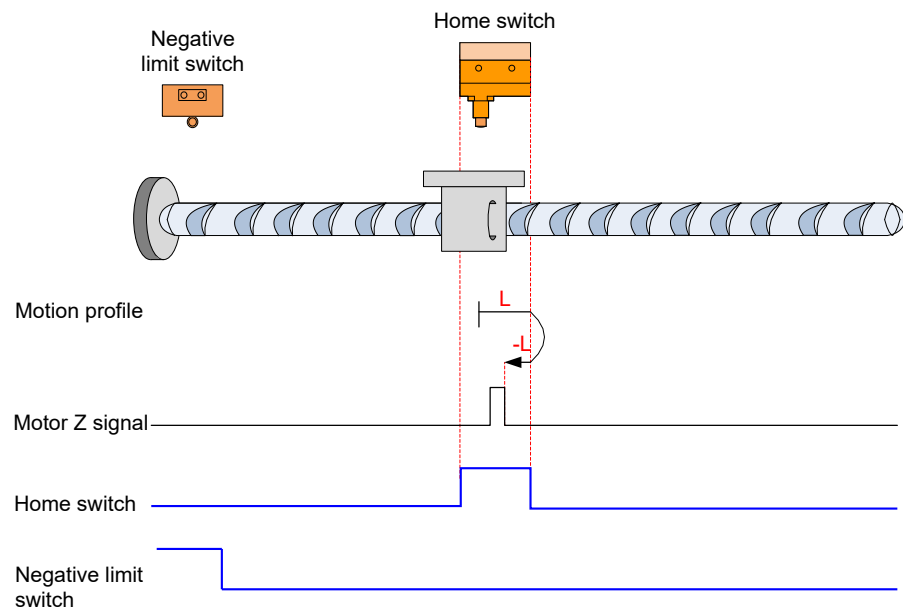 Home switch
Negative
limit switch
Motion profile
L
-L
Motor Z signal
Home switch
Negative limit
switch